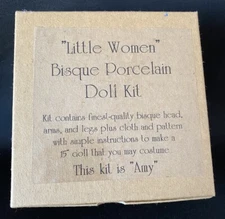 "Little Women"
Bisque Porcelain
Doll Kit
Kit contains finest-quality bisque head,
arms, and legs plus cloth and pattern
with simple instructions to make a
15" doll that you may costume.
This kit is "Amy"